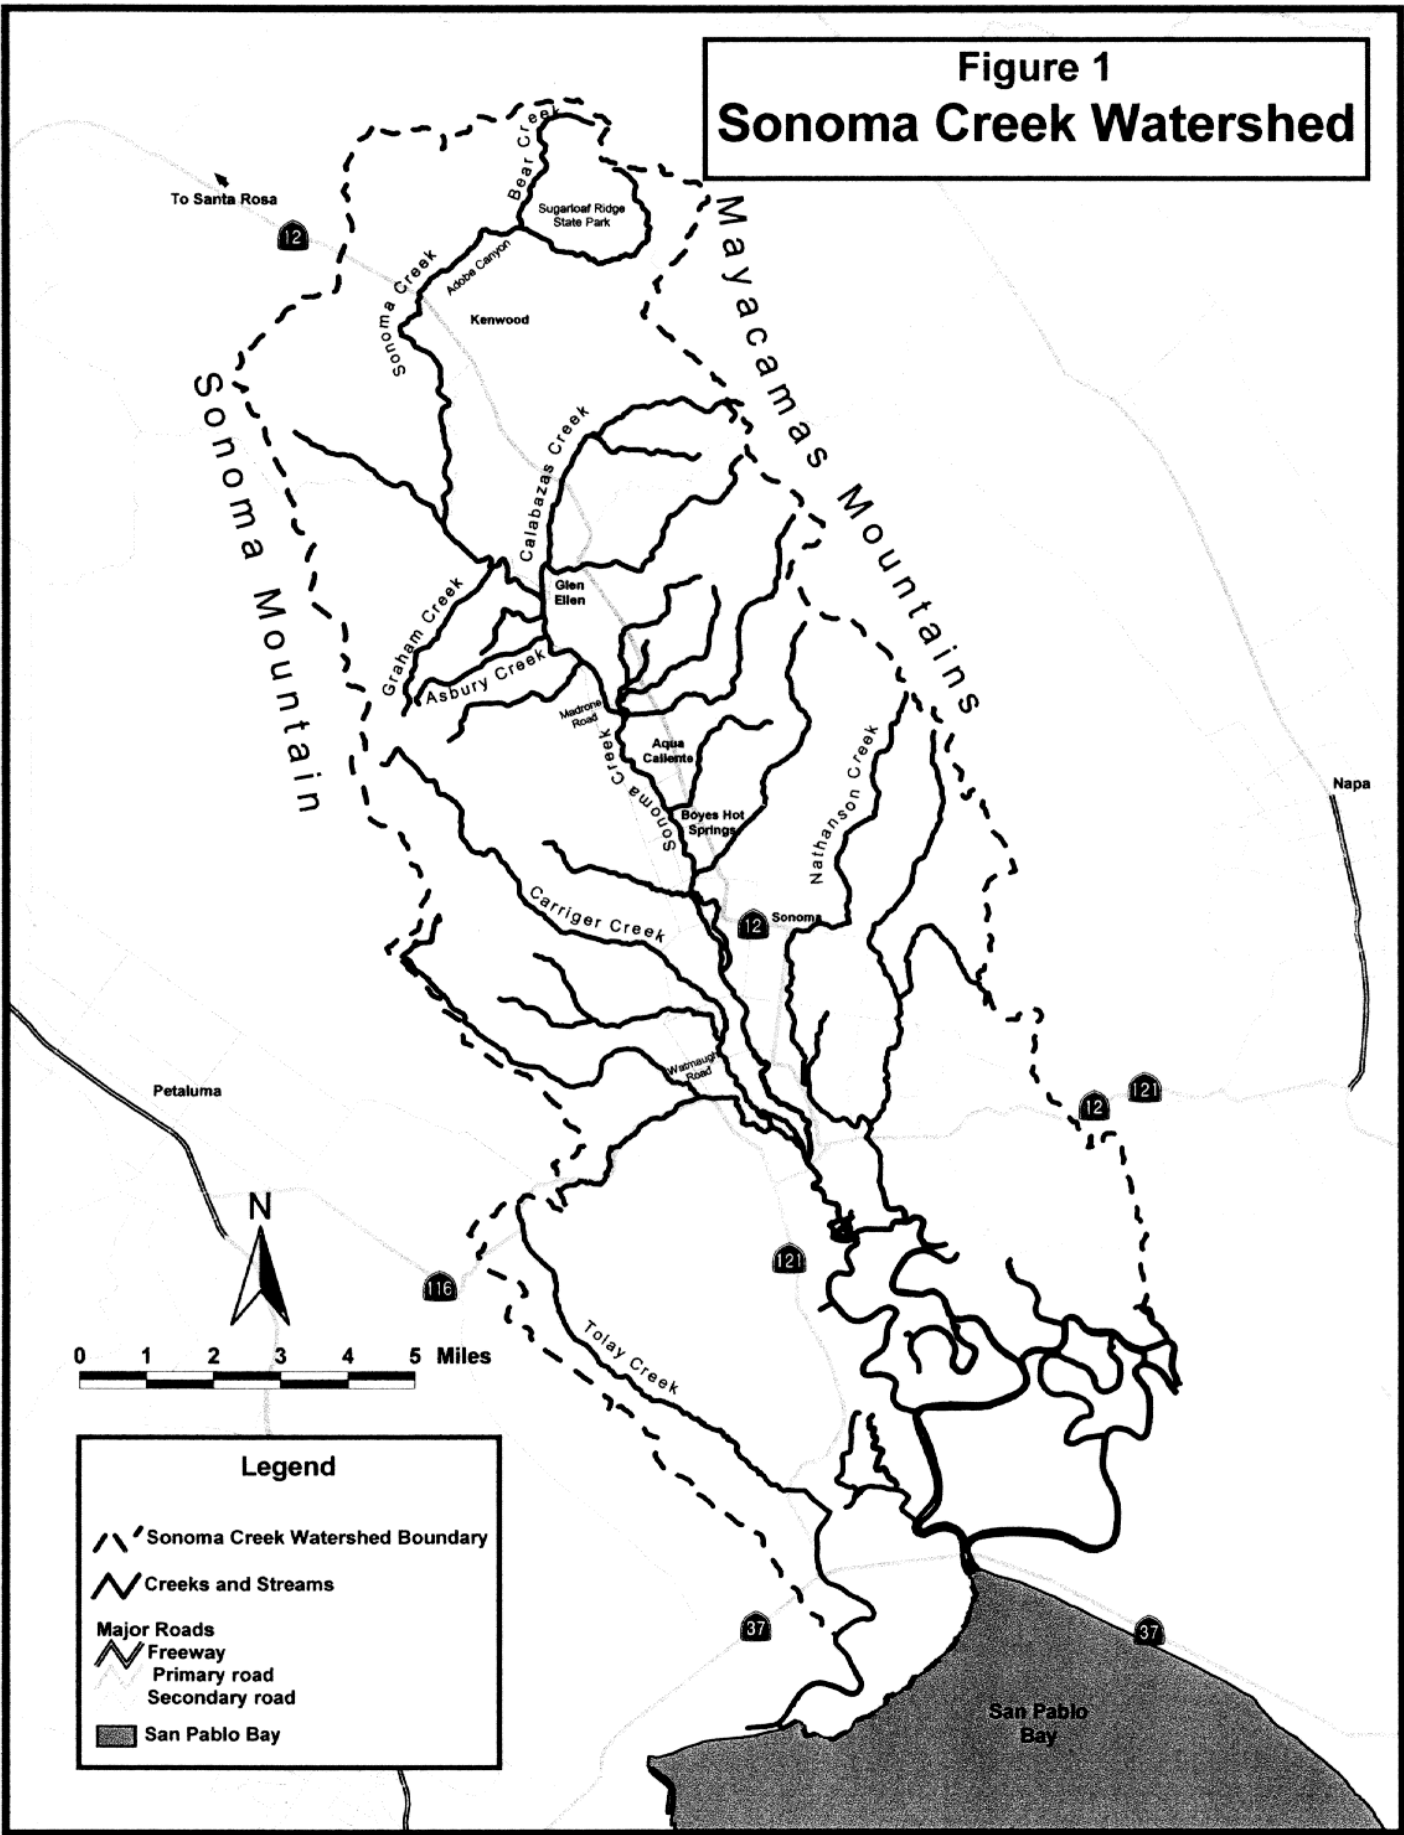 Figure 1
Sonoma Creek Watershed
Bear Creek
To Santa Rosa
12
Sugarloaf Ridge
State Park
Mayacamas Mountains
Sonoma Creek
Adobe Canyon
Kenwood
Sonoma Mountain
Calabazas Creek
Glen
Ellen
Graham Creek
Asbury Creek
Madrone
Road
Sonoma Creek
Aqua
Caliente
Nathanson Creek
Napa
Boyes Hot
Springs
Carriger Creek
12
Sonoma
Watmaugh
Road
Petaluma
12
121
N
116
121
0 1 2 3 4 5 Miles
Tolay Creek
Legend
Sonoma Creek Watershed Boundary
Creeks and Streams
Major Roads
Freeway
Primary road
Secondary road
San Pablo Bay
37
37
San Pablo
Bay